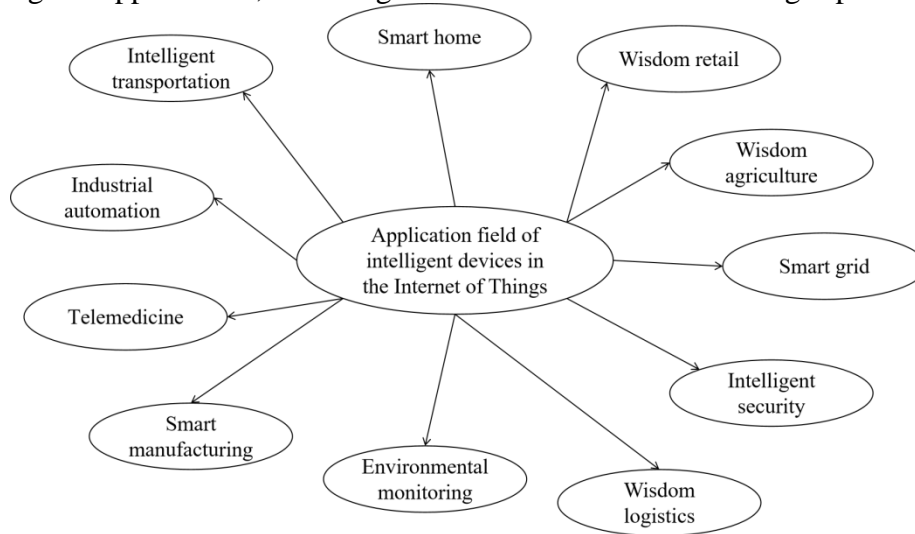 Smart home
Intelligent
transportation
Wisdom retail
Wisdom
agriculture
Industrial
automation
Application field of
intelligent devices in
the Internet of Things
Smart grid
Telemedicine
Intelligent
security
Smart
manufacturing
Environmental
monitoring
Wisdom
logistics